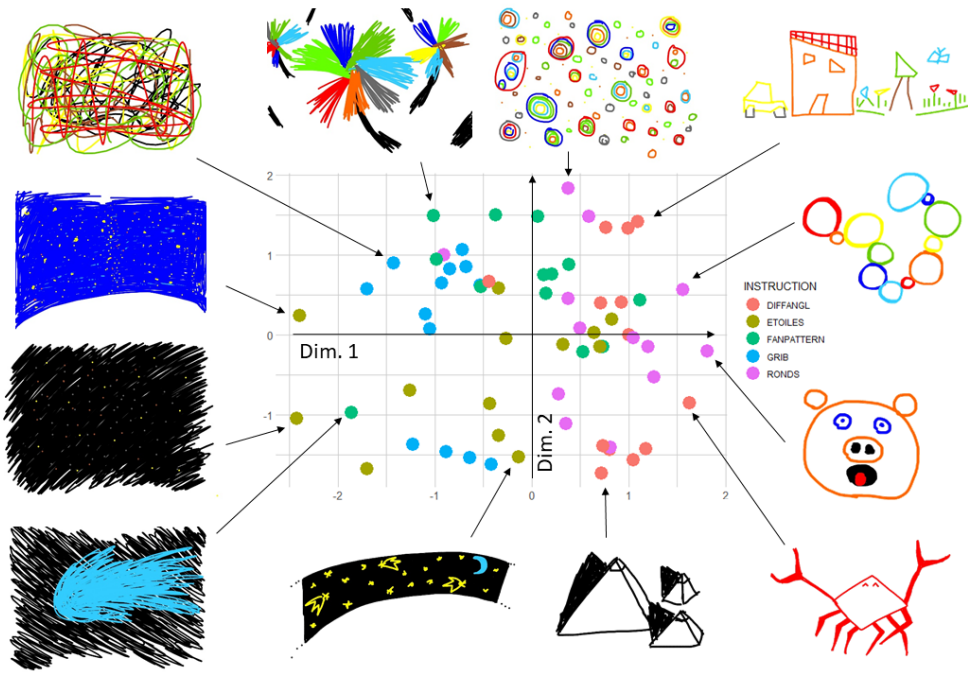 2
1
0
-1
-2
-1
0
1
2
Dim. 1
Dim. 2
INSTRUCTION
DIFFANGL
ETOILES
FANPATTERN
GRIB
RONDS